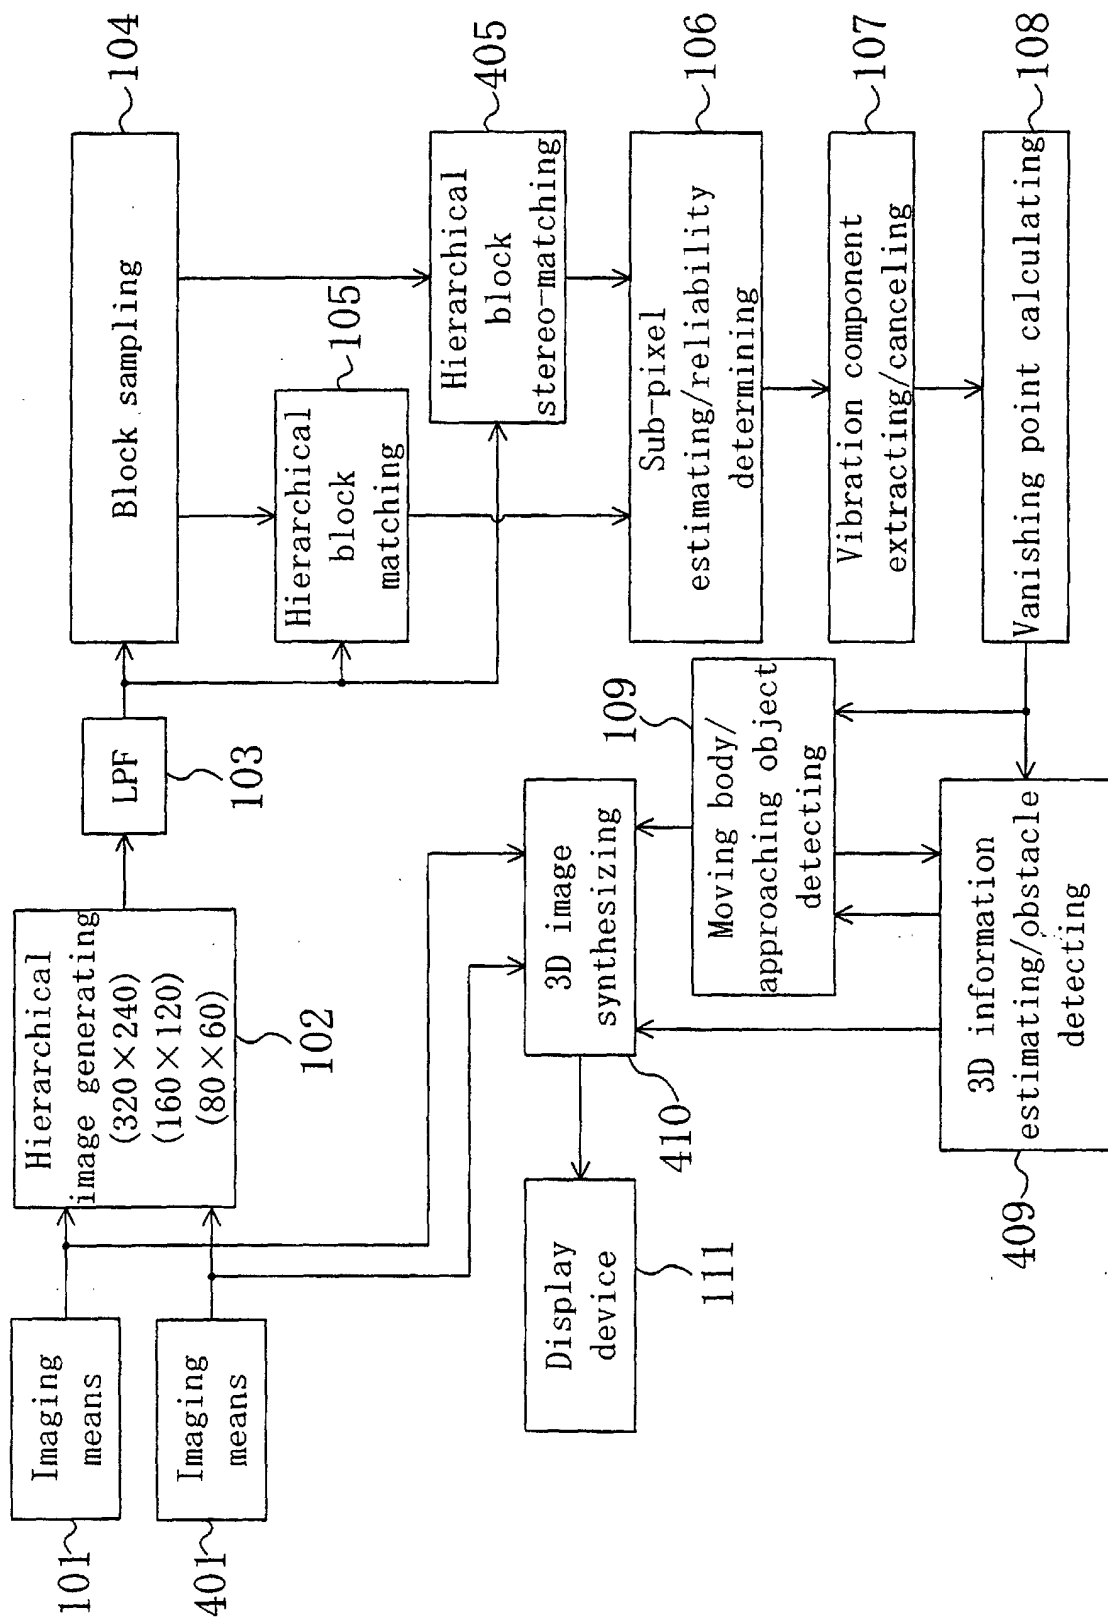 101
Imaging
means
401
Imaging
means
Hierarchical
image generating
(320×240)
(160×120)
(80×60)
102
LPF
103
Block sampling
104
Hierarchical
block
matching
105
Hierarchical
block
stereo-matching
405
Sub-pixel
estimating/reliability
determining
106
Vibration component
extracting/canceling
107
Vanishing point calculating
108
109
Moving body/
approaching object
detecting
3D information
estimating/obstacle
detecting
409
3D image
synthesizing
410
Display
device
111